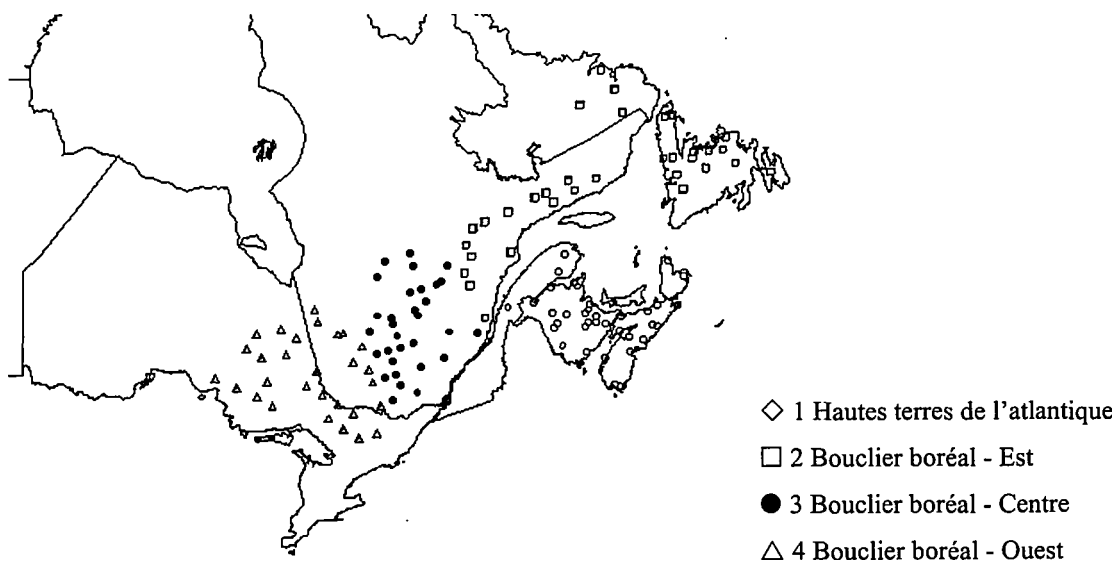 1 Hautes terres de l'atlantique
2 Bouclier boréal - Est
3 Bouclier boréal - Centre
4 Bouclier boréal - Ouest